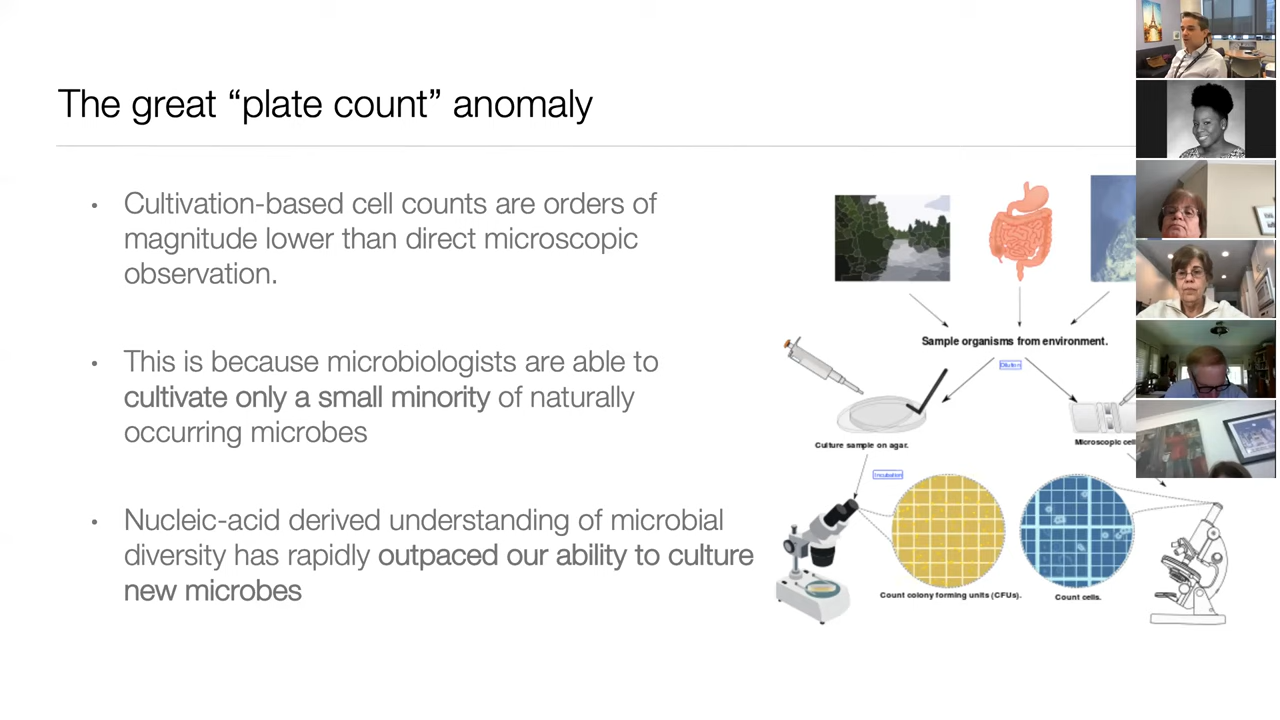 The great “plate count” anomaly
• Cultivation-based cell counts are orders of
magnitude lower than direct microscopic
observation.
• This is because microbiologists are able to
cultivate only a small minority of naturally
occurring microbes
• Nucleic-acid derived understanding of microbial
diversity has rapidly outpaced our ability to culture
new microbes
Sample organisms from environment.
Dilution
Culture sample on agar.
Microscopic
Incubation
Count colony forming units (CFUs).
Count cells.